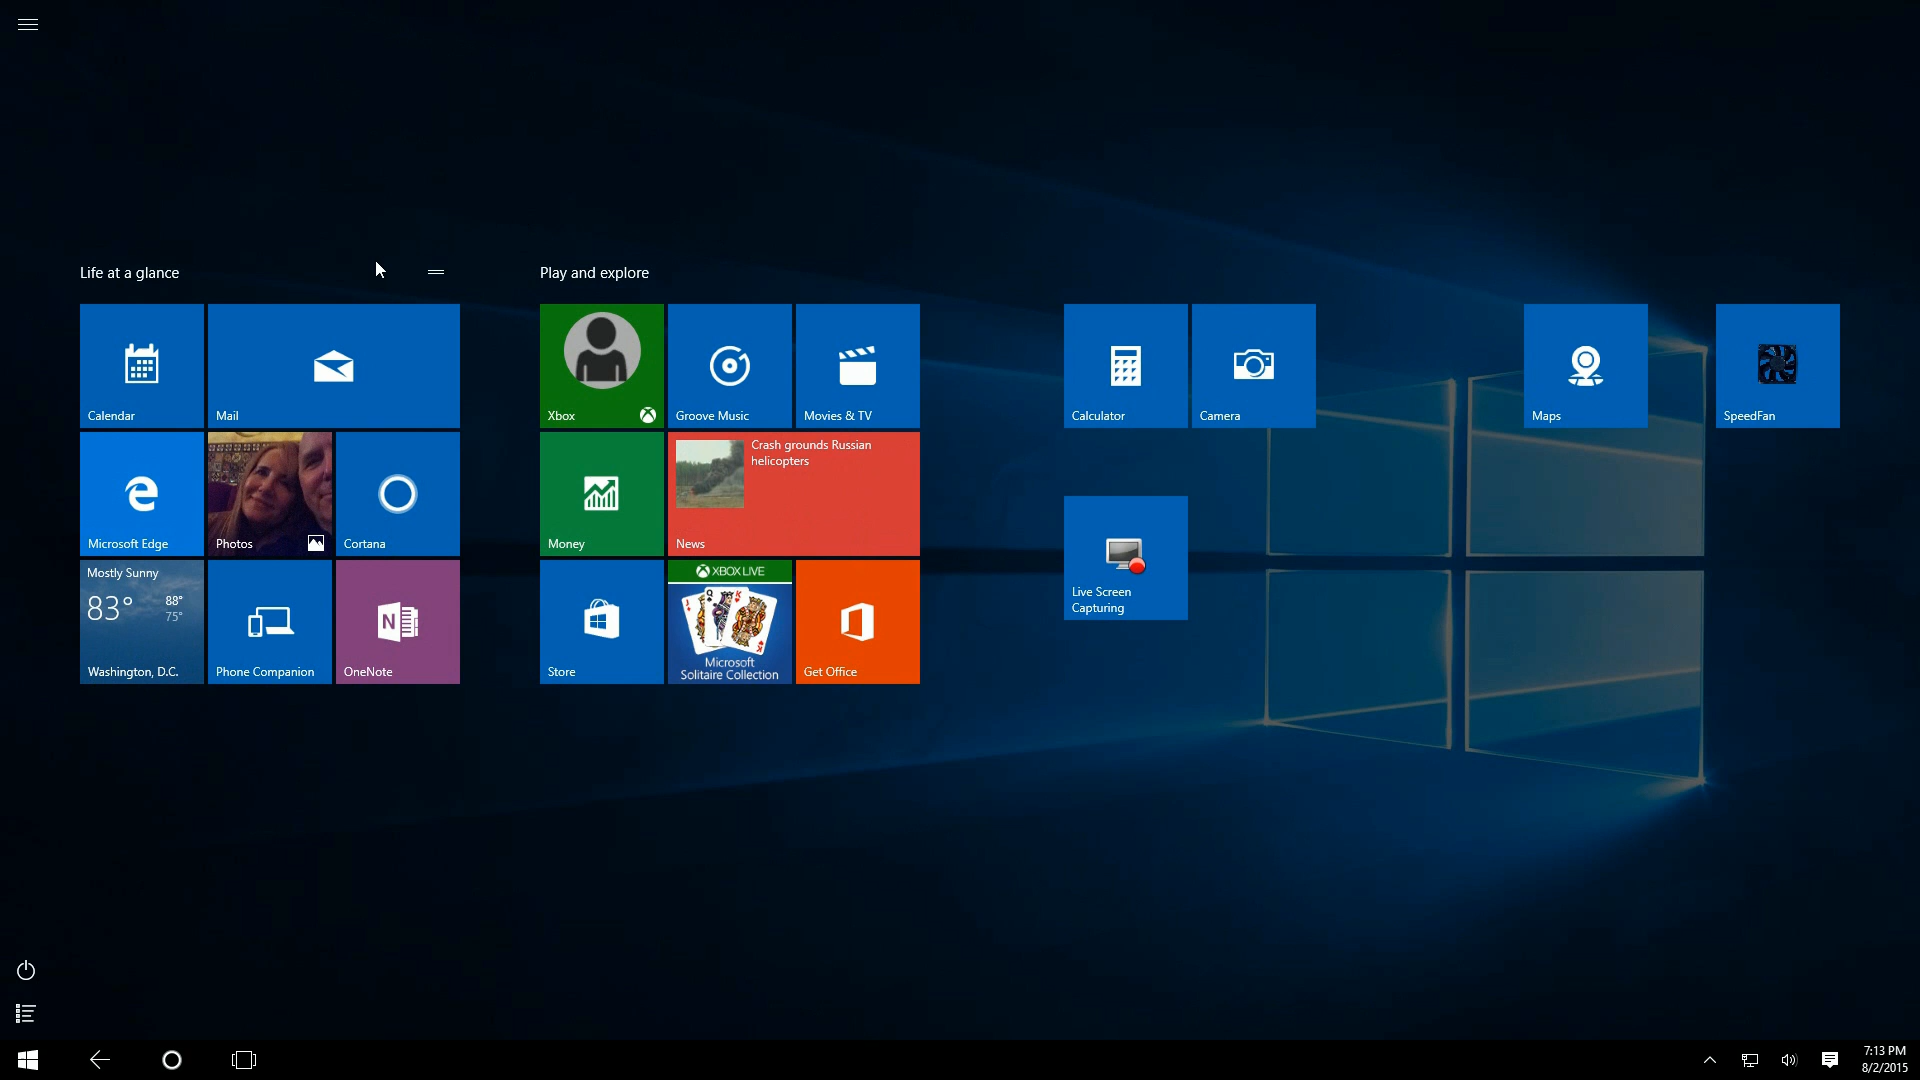 Life at a glance
Play and explore
Calendar
Mail
Xbox
Groove Music
Movies & TV
Calculator
Camera
Maps
SpeedFan
Microsoft Edge
Photos
Cortana
Money
Crash grounds Russian
helicopters
News
Live Screen
Capturing
Mostly Sunny
83°
88°
75°
Washington, D.C.
Phone Companion
N
OneNote
Store
XBOX LIVE
J
Q
K
K
Microsoft
Solitaire Collection
Get Office
7:13 PM
8/2/2015